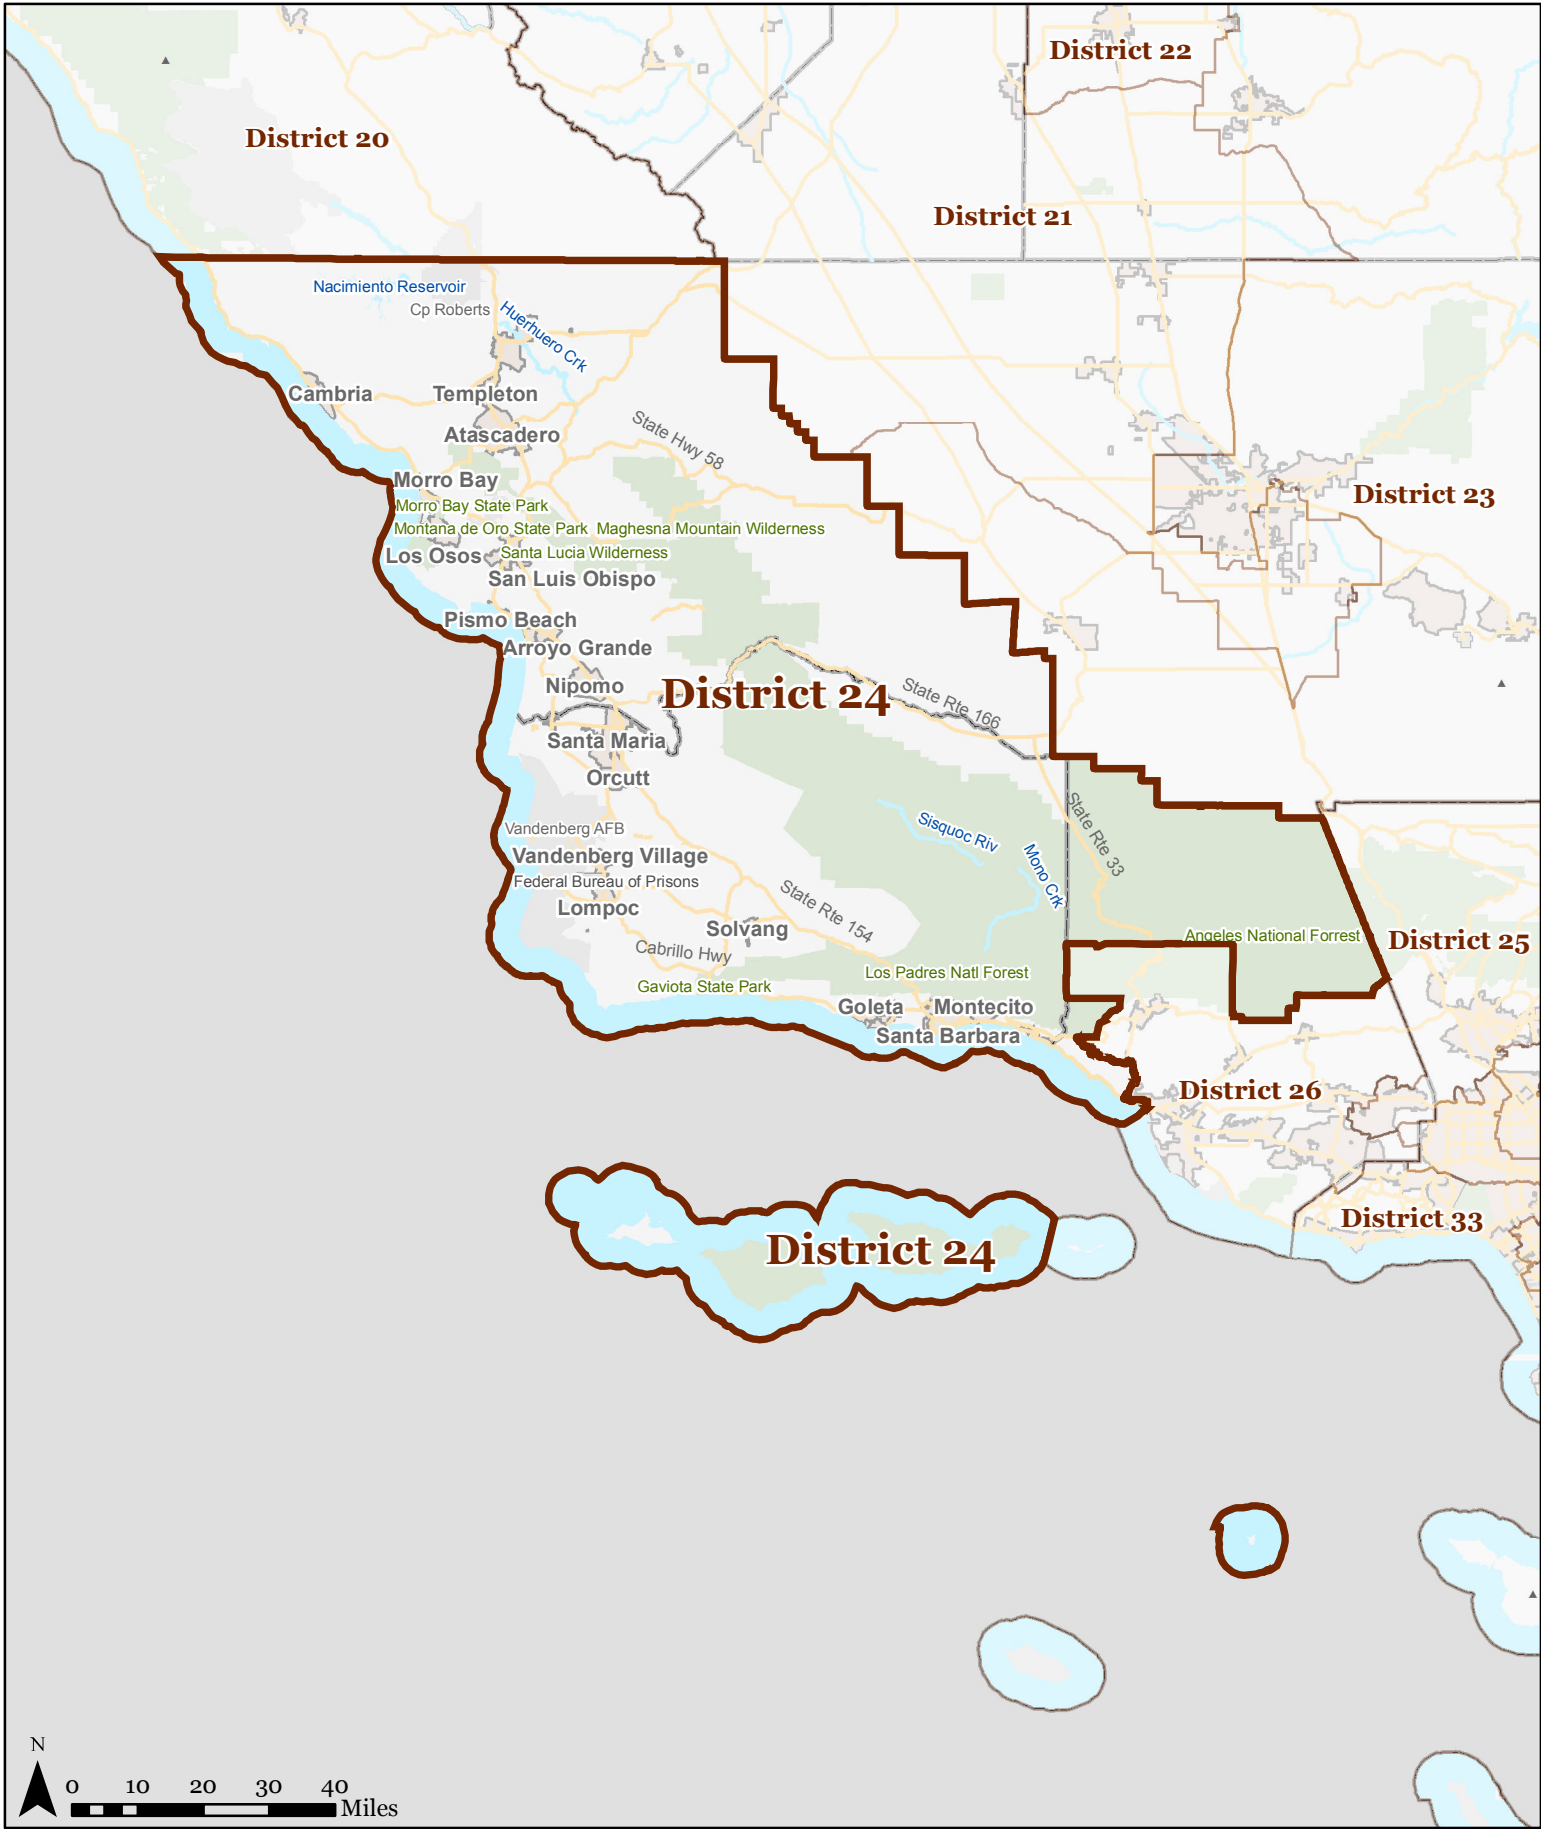 District 22
District 20
District 21
Nacimiento Reservoir
Cp Roberts
Huerhuero Crk
Cambria
Templeton
Atascadero
State Hwy 58
Morro Bay
District 23
Morro Bay State Park
Montana de Oro State Park
Maghesna Mountain Wilderness
Los Osos
Santa Lucia Wilderness
San Luis Obispo
Pismo Beach
Arroyo Grande
Nipomo
District 24
State Rte 166
Santa Maria
Orcutt
Sisquoc Riv
State Rte 33
Mono Crk
Vandenberg AFB
Vandenberg Village
Federal Bureau of Prisons
Lompoc
State Rte 154
Solvang
Cabrillo Hwy
Angeles National Forrest
District 25
Los Padres Natl Forest
Gaviota State Park
Goleta
Montecito
Santa Barbara
District 26
District 33
District 24
N
0 10 20 30 40
Miles